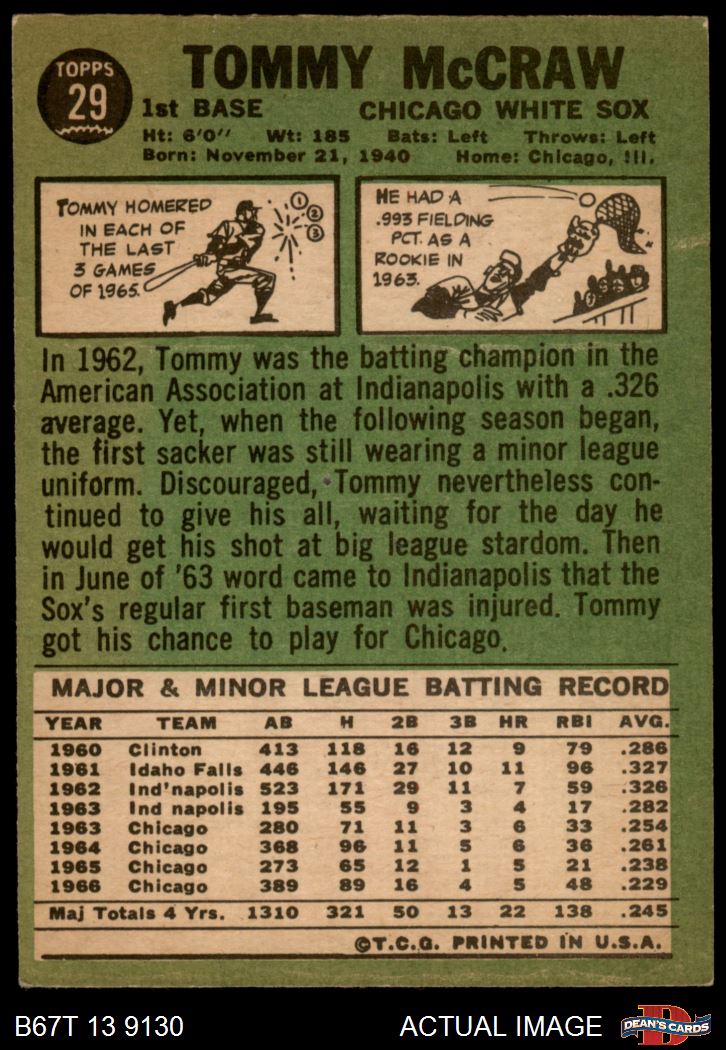 TOPPS
29
TOMMY McCRAW
1st BASE CHICAGO WHITE SOX
Ht: 6'0" Wt: 185 Bats: Left Throws: Left
Born: November 21, 1940 Home: Chicago, Ill.
TOMMY HOMERED
IN EACH OF
THE LAST
3 GAMES
OF 1965.
1
2
3
HE HAD A
.993 FIELDING
PCT. AS A
ROOKIE IN
1963.
In 1962, Tommy was the batting champion in the
American Association at Indianapolis with a .326
average. Yet, when the following season began,
the first sacker was still wearing a minor league
uniform. Discouraged, Tommy nevertheless con-
tinued to give his all, waiting for the day he
would get his shot at big league stardom. Then
in June of '63 word came to Indianapolis that the
Sox's regular first baseman was injured. Tommy
got his chance to play for Chicago.
MAJOR & MINOR LEAGUE BATTING RECORD
YEAR TEAM AB H 2B 3B HR RBI AVG.
1960 Clinton 413 118 16 12 9 79 .286
1961 Idaho Falls 446 146 27 10 11 96 .327
1962 Ind'napolis 523 171 29 11 7 59 .326
1963 Ind napolis 195 55 9 3 4 17 .282
1963 Chicago 280 71 11 3 6 33 .254
1964 Chicago 368 96 11 5 6 36 .261
1965 Chicago 273 65 12 1 5 21 .238
1966 Chicago 389 89 16 4 5 48 .229
Maj Totals 4 Yrs. 1310 321 50 13 22 138 .245
©T.C.G. PRINTED IN U.S.A.
B67T 13 9130 ACTUAL IMAGE
D
DEAN'S CARDS